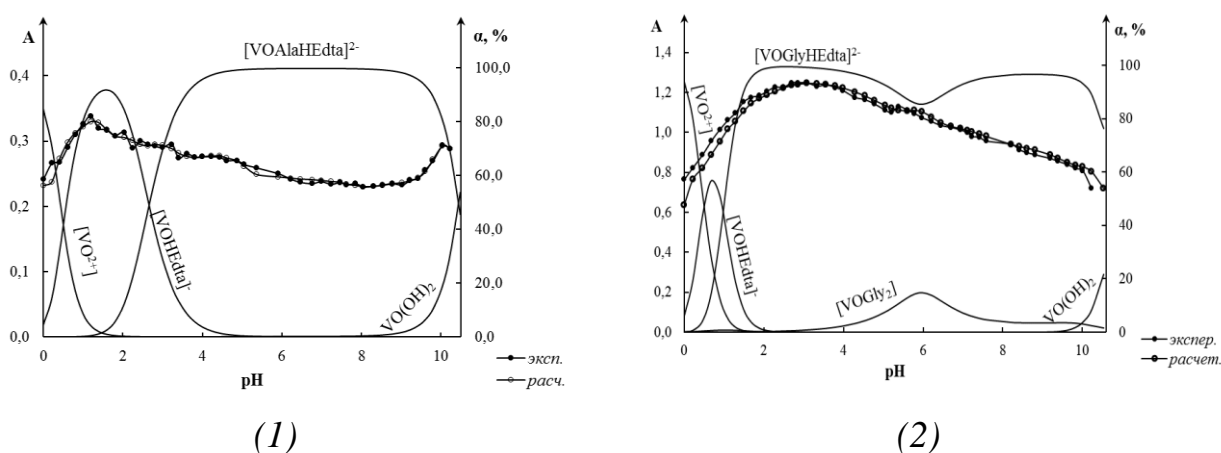 A
α, %
[VOAlaHEdta]²⁻
0,4
100,0
0,3
80,0
60,0
0,2
40,0
[VO²⁺]
[VOHEdta]⁻
0,1
20,0
VO(OH)₂
0,0
0,0
0 2 4 6 8 10
pH
эксп.
расч.
(1)
A
α, %
[VOGlyHEdta]²⁻
1,4
100
1,2
[VO²⁺]
80
1,0
0,8
60
0,6
[VOHEdta]⁻
40
0,4
[VOGly₂]
20
0,2
VO(OH)₂
0,0
0
0 2 4 6 8 10
pH
экспер.
расчет.
(2)